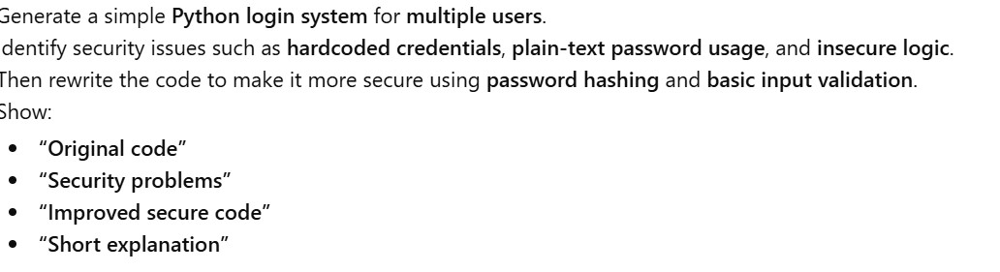 Generate a simple Python login system for multiple users.
dentify security issues such as hardcoded credentials, plain-text password usage, and insecure logic.
Then rewrite the code to make it more secure using password hashing and basic input validation.
Show:
• “Original code”
• “Security problems”
• “Improved secure code”
• “Short explanation”